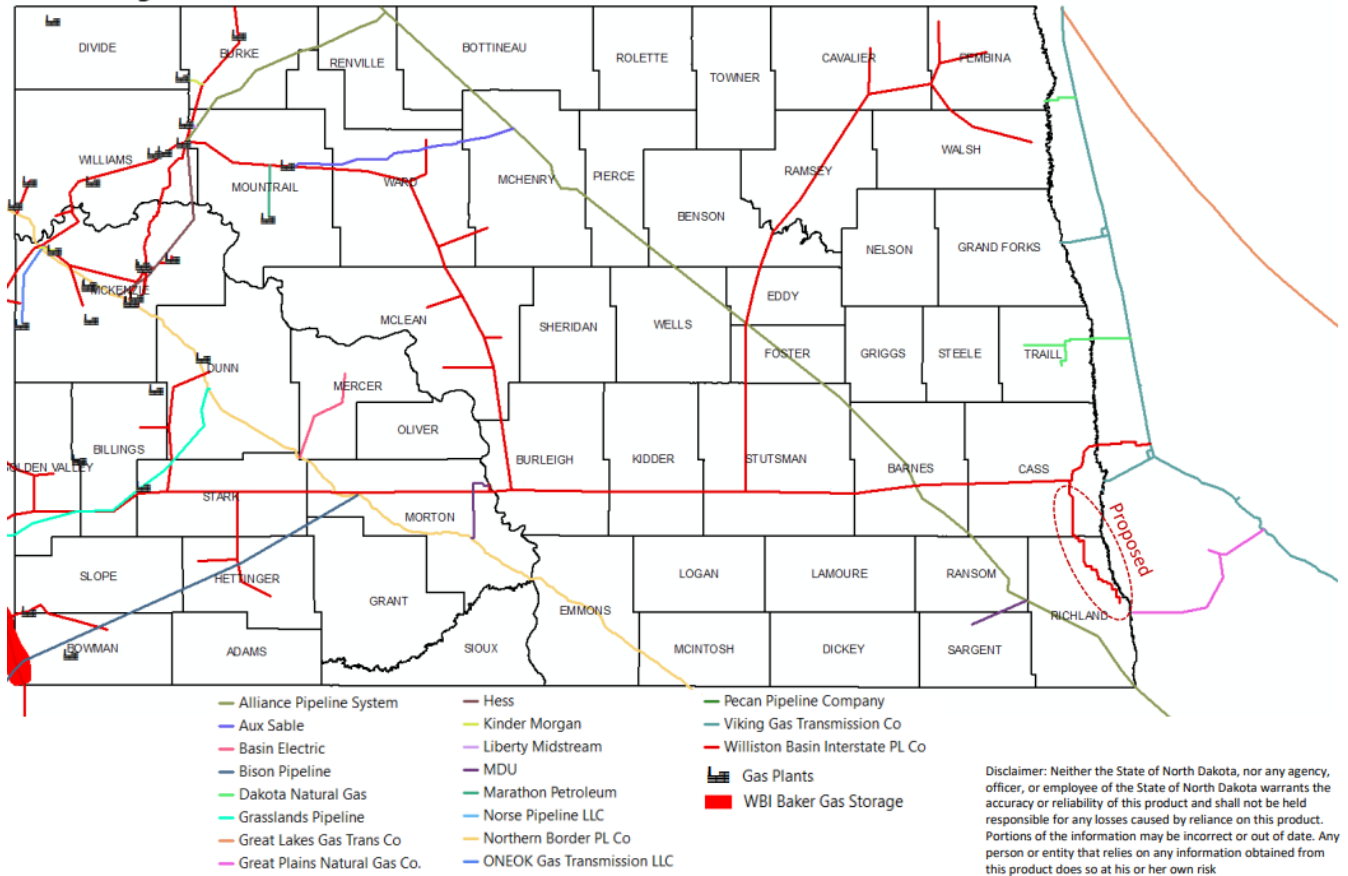 DIVIDE
BURKE
RENVILLE
BOTTINEAU
ROLETTE
TOWNER
CAVALIER
PEMBINA
WILLIAMS
MOUNTRAIL
WARD
MCHENRY
PIERCE
BENSON
RAMSEY
WALSH
NELSON
GRAND FORKS
MCKENZIE
DUNN
MCLEAN
MERCER
OLIVER
SHERIDAN
WELLS
EDDY
FOSTER
GRIGGS
STEELE
TRAILL
BILLINGS
OLDEN VALLEY
STARK
MORTON
BURLEIGH
KIDDER
STUTSMAN
BARNES
CASS
Proposed
SLOPE
HETTINGER
GRANT
EMMONS
LOGAN
LAMOURE
RANSOM
RICHLAND
BOWMAN
ADAMS
SIOUX
MCINTOSH
DICKEY
SARGENT
Alliance Pipeline System
Aux Sable
Basin Electric
Bison Pipeline
Dakota Natural Gas
Grasslands Pipeline
Great Lakes Gas Trans Co
Great Plains Natural Gas Co.
Hess
Kinder Morgan
Liberty Midstream
MDU
Marathon Petroleum
Norse Pipeline LLC
Northern Border PL Co
ONEOK Gas Transmission LLC
Pecan Pipeline Company
Viking Gas Transmission Co
Williston Basin Interstate PL Co
Gas Plants
WBI Baker Gas Storage
Disclaimer: Neither the State of North Dakota, nor any agency,
officer, or employee of the State of North Dakota warrants the
accuracy or reliability of this product and shall not be held
responsible for any losses caused by reliance on this product.
Portions of the information may be incorrect or out of date. Any
person or entity that relies on any information obtained from
this product does so at his or her own risk